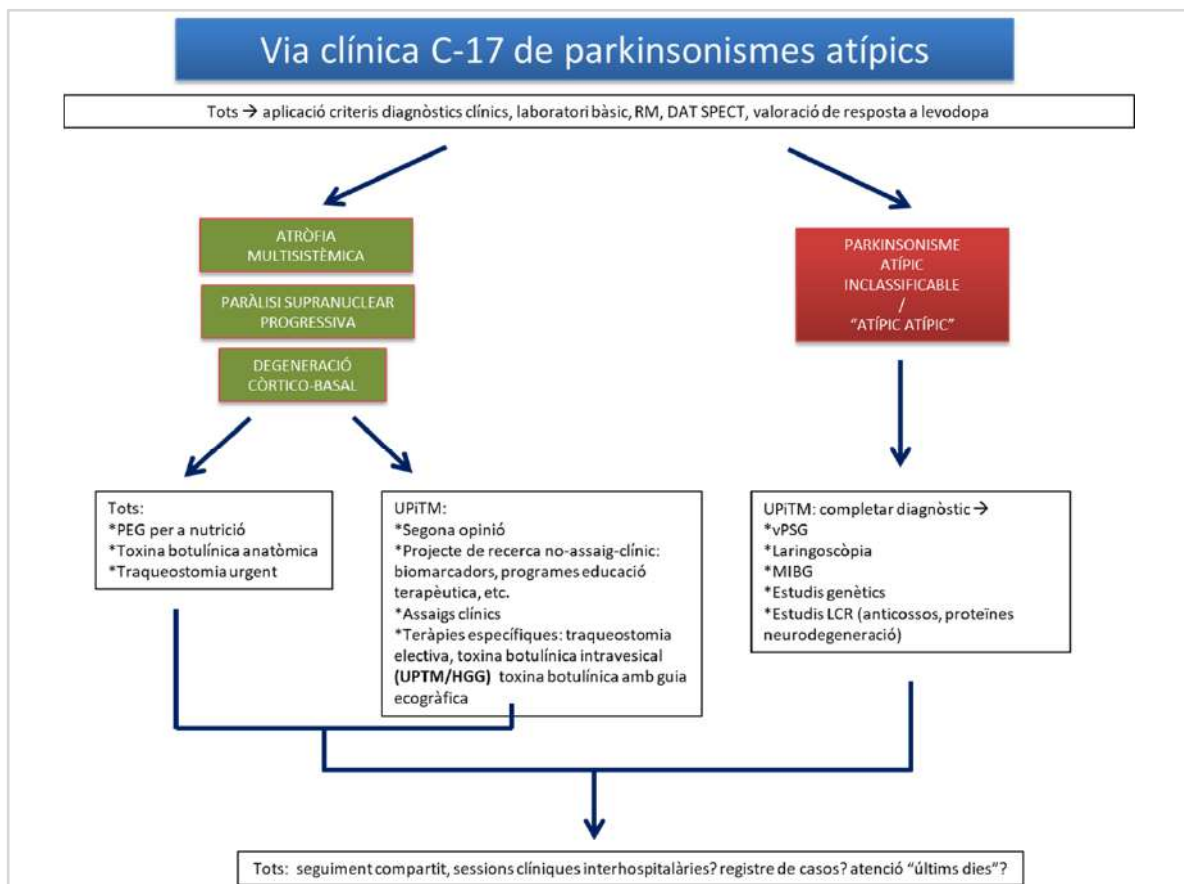 Via clínica C-17 de parkinsonismes atípics
Tots → aplicació criteris diagnòstics clínics, laboratori bàsic, RM, DAT SPECT, valoració de resposta a levodopa
ATRÒFIA
MULTISISTÈMICA
PARÀLISI SUPRANUCLEAR
PROGRESSIVA
DEGENERACIÓ
CÒRTICO-BASAL
PARKINSONISME
ATÍPIC
INCLASSIFICABLE
/
“ATÍPIC ATÍPIC”
Tots:
*PEG per a nutrició
*Toxina botulínica anatòmica
*Traqueostomia urgent
UPiTM:
*Segona opinió
*Projecte de recerca no-assaig-clínic:
biomarcadors, programes educació
terapèutica, etc.
*Assaigs clínics
*Teràpies específiques: traqueostomia
electiva, toxina botulínica intravesical
(UPTM/HGG) toxina botulínica amb guia
ecogràfica
UPiTM: completar diagnòstic →
*vPSG
*Laringoscòpia
*MIBG
*Estudis genètics
*Estudis LCR (anticossos, proteïnes
neurodegeneració)
Tots: seguiment compartit, sessions clíniques interhospitalàries? registre de casos? atenció “últims dies”?